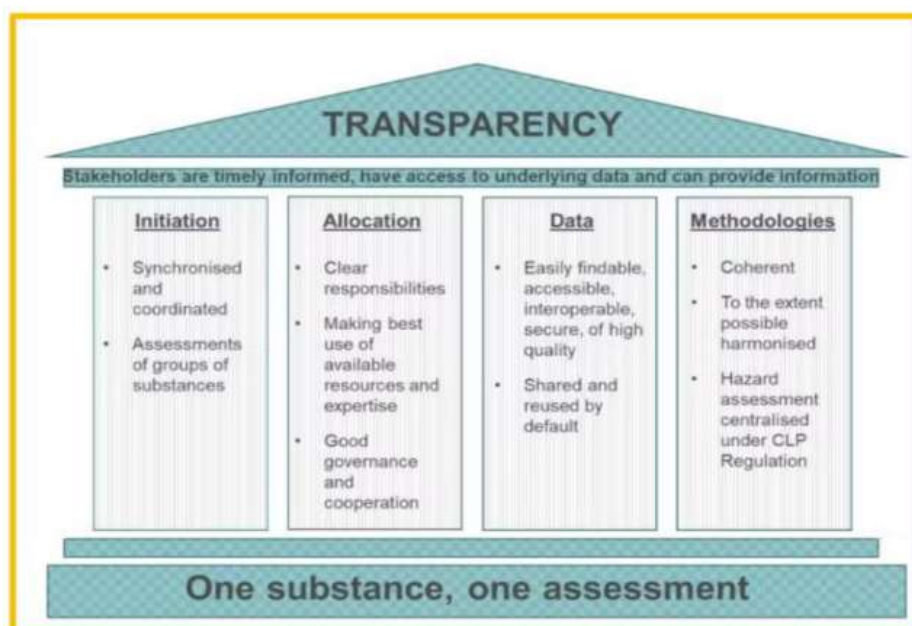 TRANSPARENCY
Stakeholders are timely informed, have access to underlying data and can provide information
Initiation
• Synchronised
and
coordinated
• Assessments
of groups of
substances
Allocation
• Clear
responsibilities
• Making best
use of
available
resources and
expertise
• Good
governance
and
cooperation
Data
• Easily findable,
accessible,
interoperable,
secure, of high
quality
• Shared and
reused by
default
Methodologies
• Coherent
• To the extent
possible
harmonised
• Hazard
assessment
centralised
under CLP
Regulation
One substance, one assessment